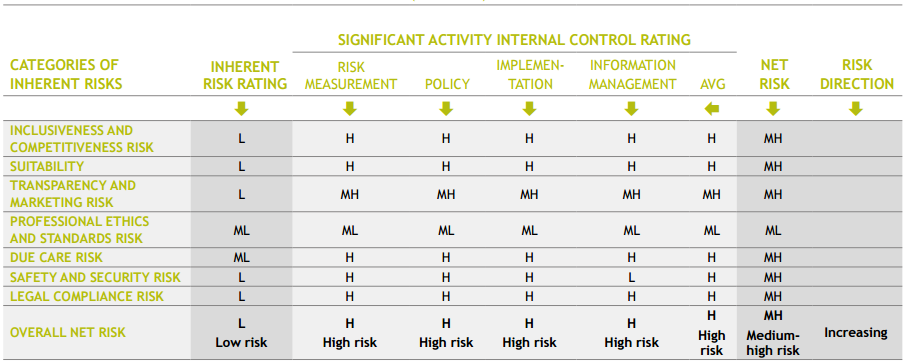 SIGNIFICANT ACTIVITY INTERNAL CONTROL RATING
CATEGORIES OF INHERENT RISKS INHERENT RISK RATING RISK MEASUREMENT POLICY IMPLEMEN-TATION INFORMATION MANAGEMENT AVG NET RISK RISK DIRECTION
INCLUSIVENESS AND
COMPETITIVENESS RISK L H H H H H MH
SUITABILITY L H H H H H MH
TRANSPARENCY AND
MARKETING RISK L MH MH MH MH MH MH
PROFESSIONAL ETHICS
AND STANDARDS RISK ML ML ML ML ML ML ML
DUE CARE RISK ML H H H H H MH
SAFETY AND SECURITY RISK L H H H L H MH
LEGAL COMPLIANCE RISK L H H H H H MH
OVERALL NET RISK L Low risk H High risk H High risk H High risk H High risk H High risk MH Medium-high risk Increasing